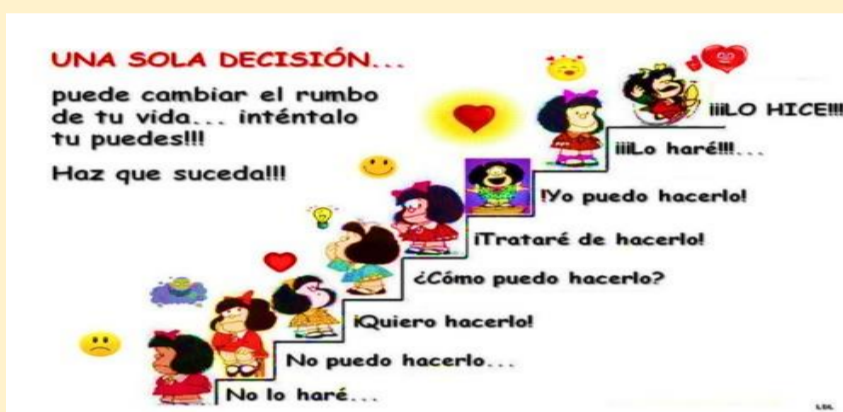 UNA SOLA DECISIÓN...
puede cambiar el rumbo
de tu vida... inténtalo
tu puedes!!!
Haz que suceda!!!
¡¡¡LO HICE!!!
¡¡¡Lo haré!!!...
!Yo puedo hacerlo!
¡Trataré de hacerlo!
¿Cómo puedo hacerlo?
¡Quiero hacerlo!
No puedo hacerlo...
No lo haré...